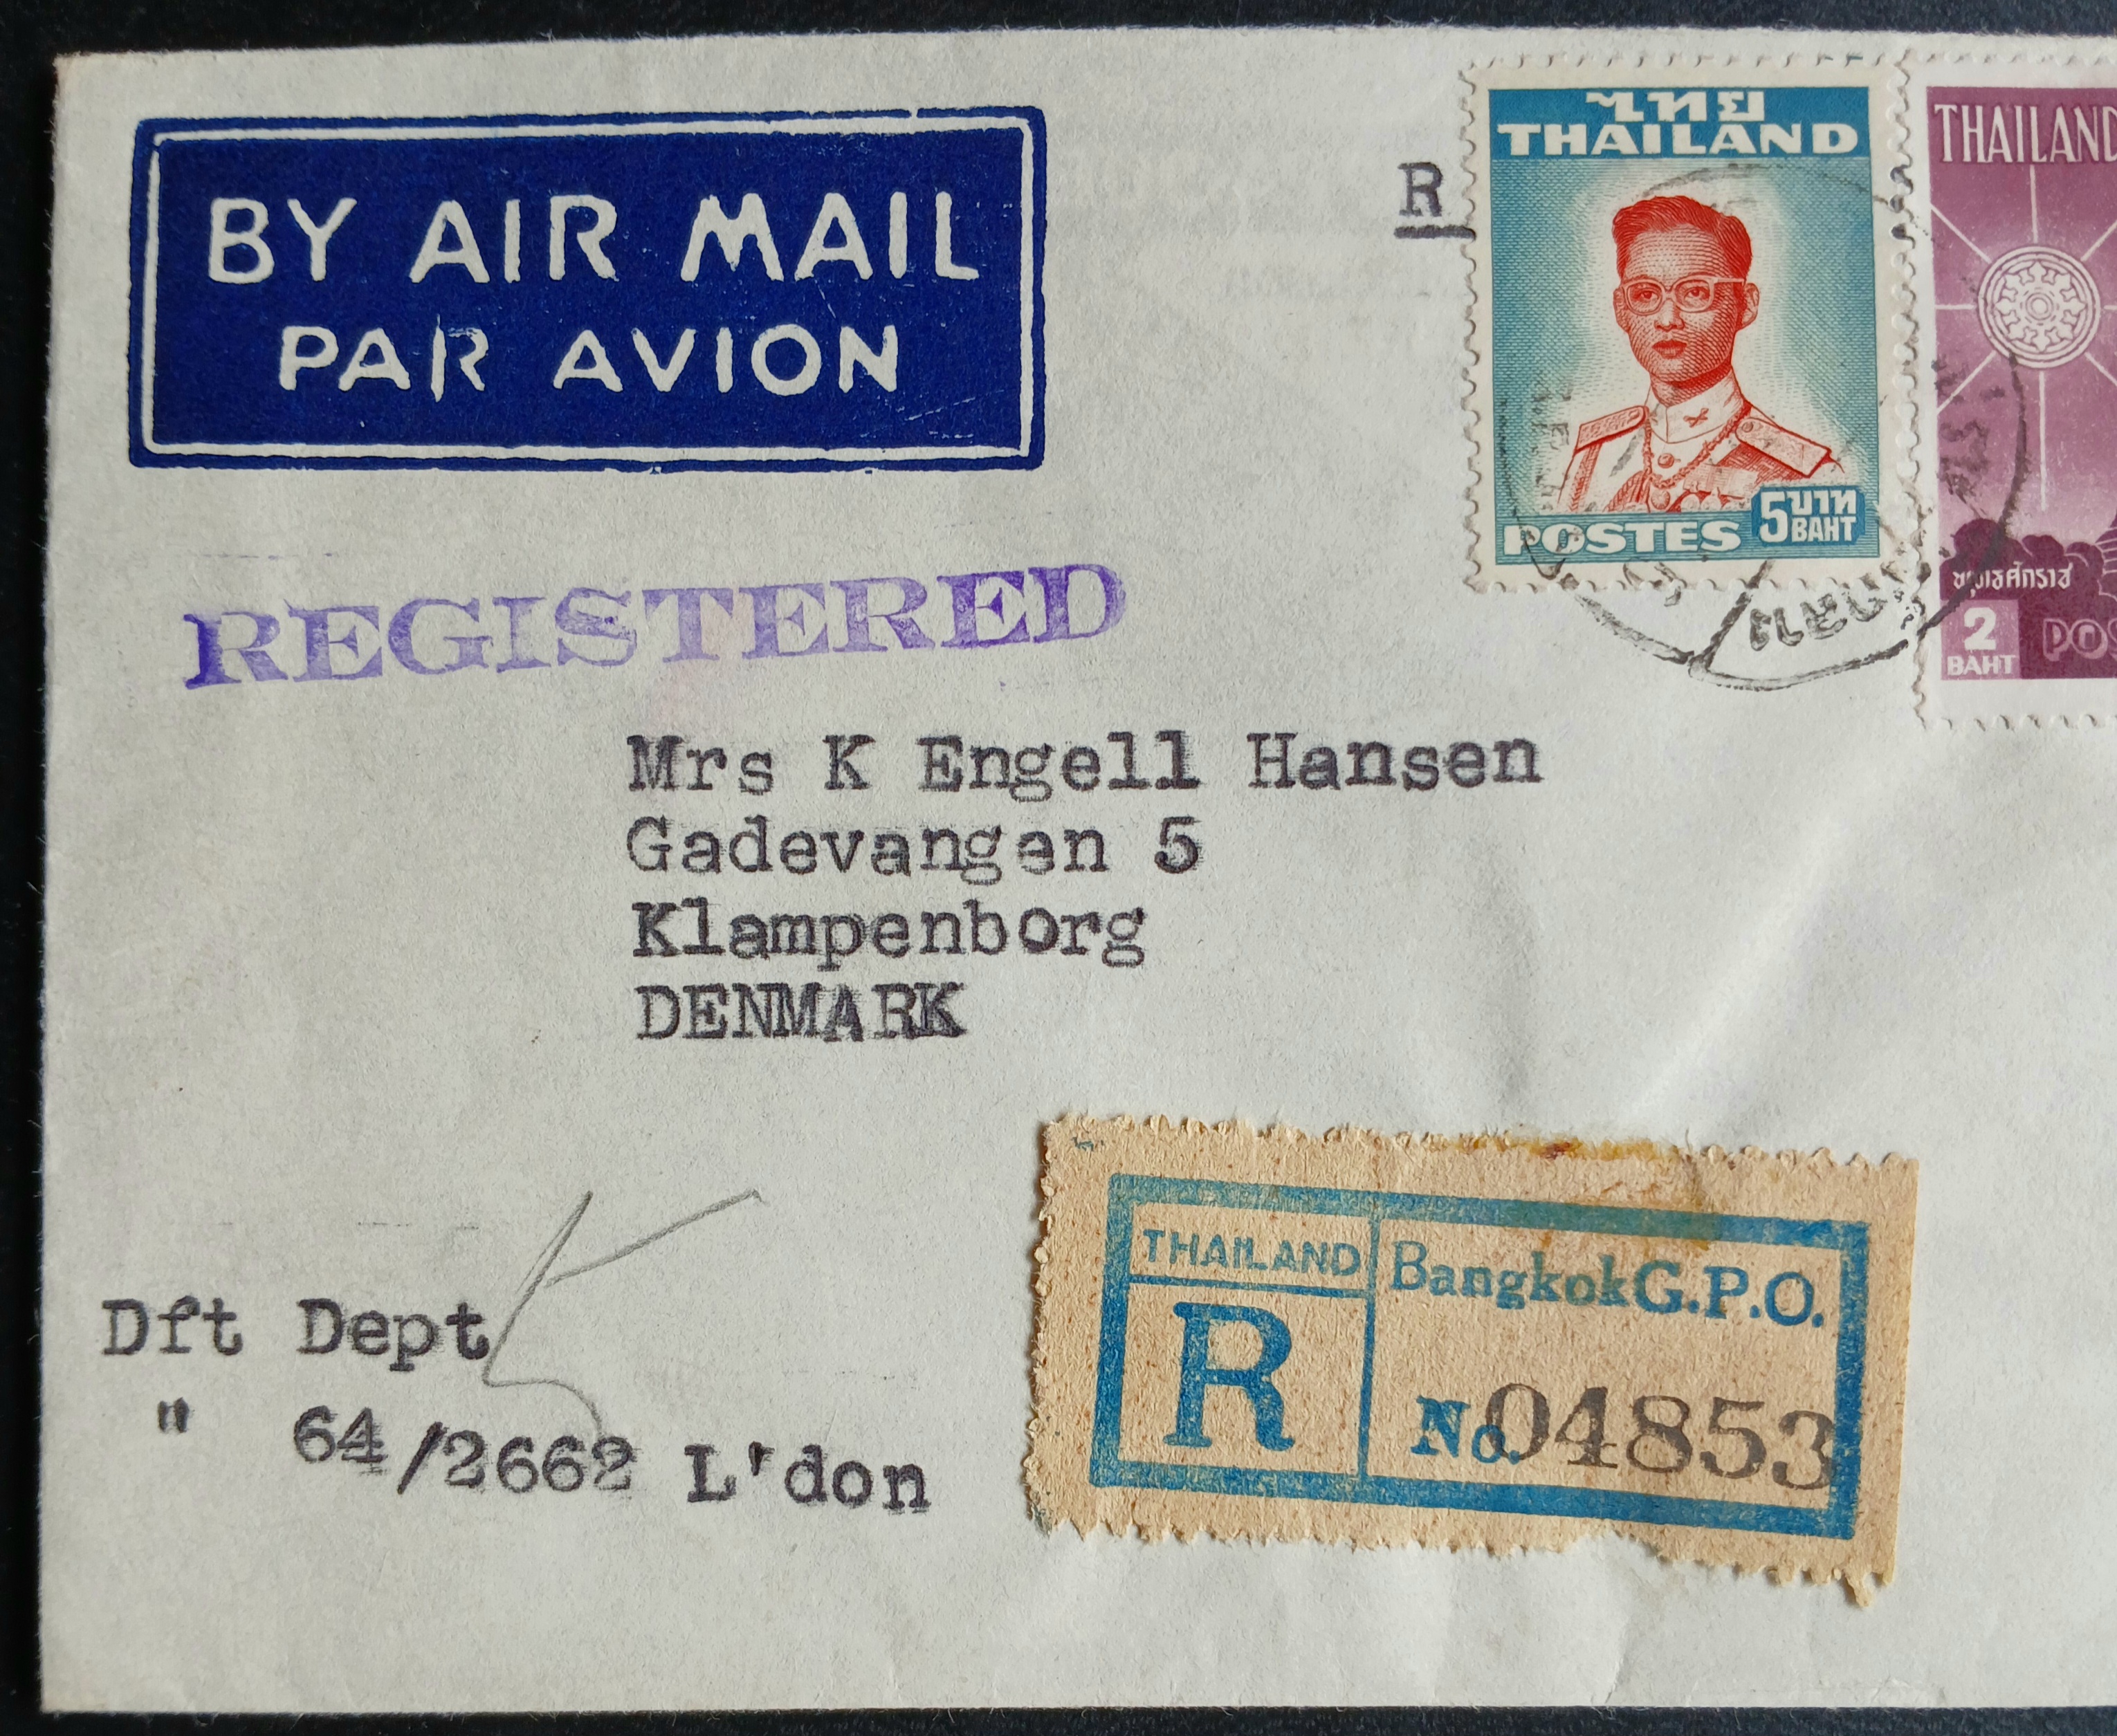 BY AIR MAIL
PAR AVION
R
ไทย
THAILAND
POSTES 5 บาท
BAHT
THAILAND
2
BAHT
REGISTERED
Mrs K Engell Hansen
Gadevangen 5
Klampenborg
DENMARK
Dft Dept
" 64/2662 L'don
THAILAND
R
Bangkok G.P.O.
No. 04853